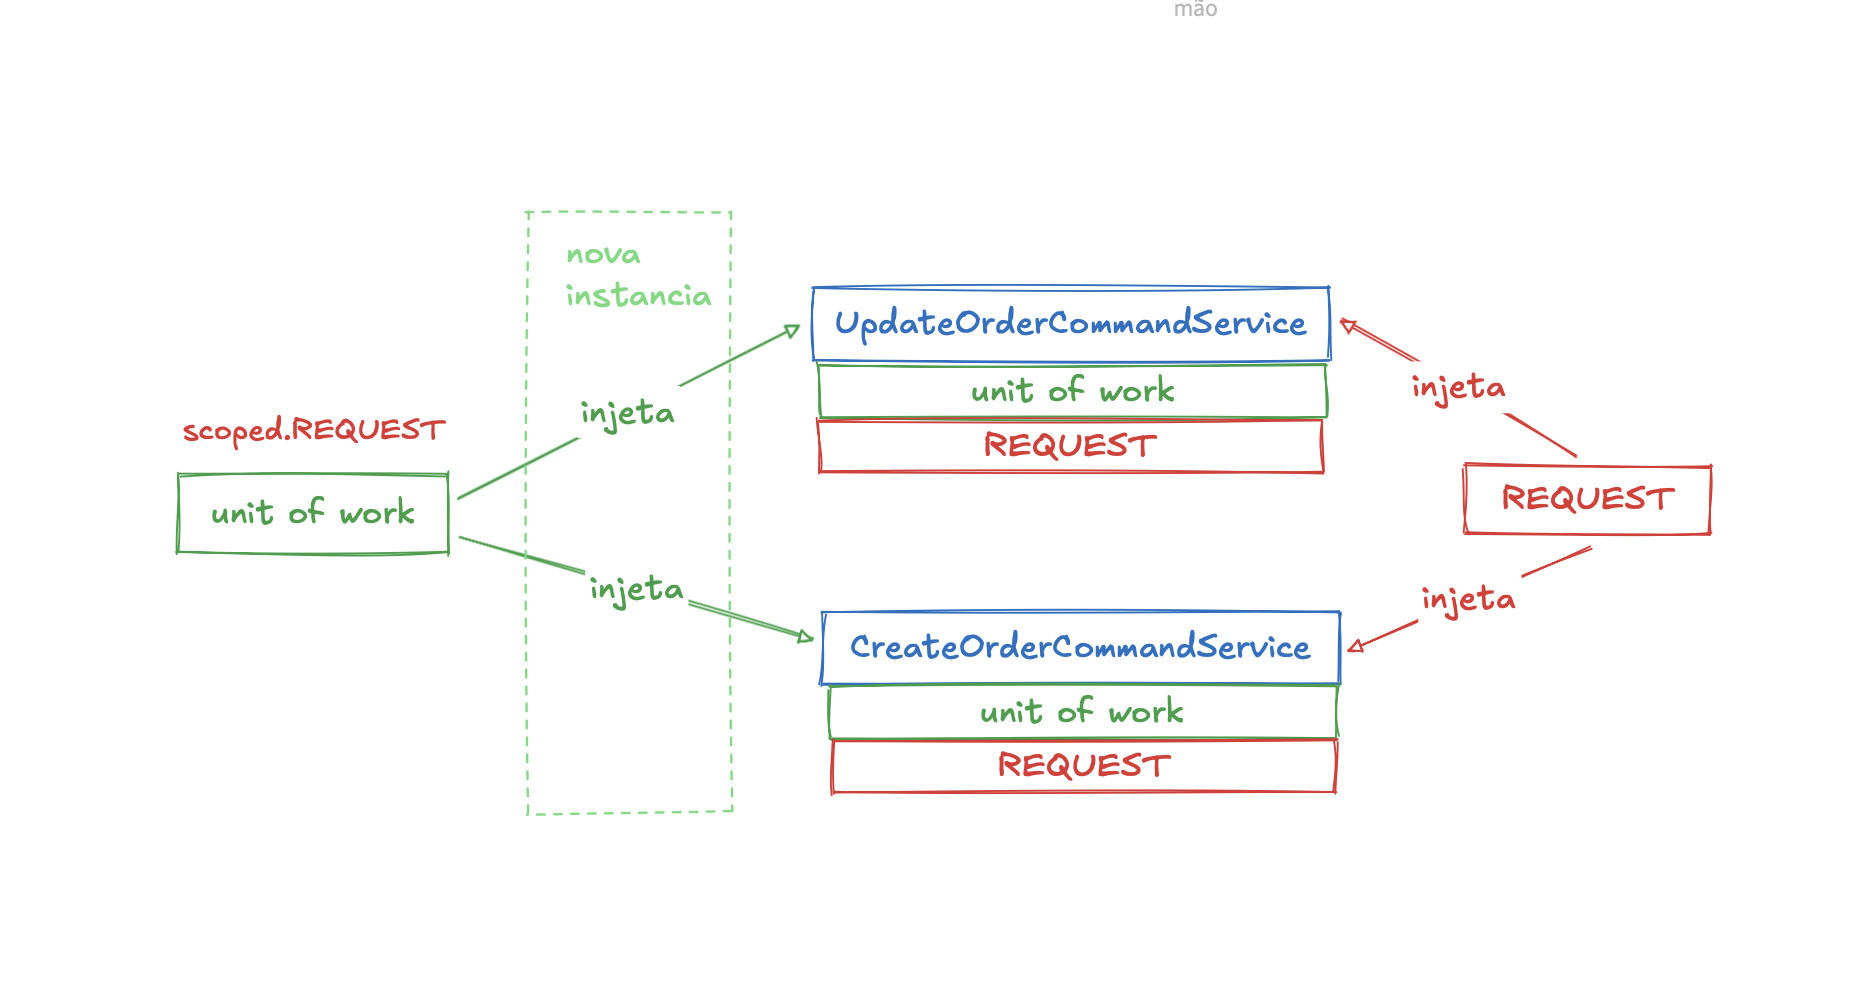 mão
nova
instancia
UpdateOrderCommandService
injeta
unit of work
injeta
scoped.REQUEST
REQUEST
unit of work
REQUEST
injeta
injeta
CreateOrderCommandService
unit of work
REQUEST